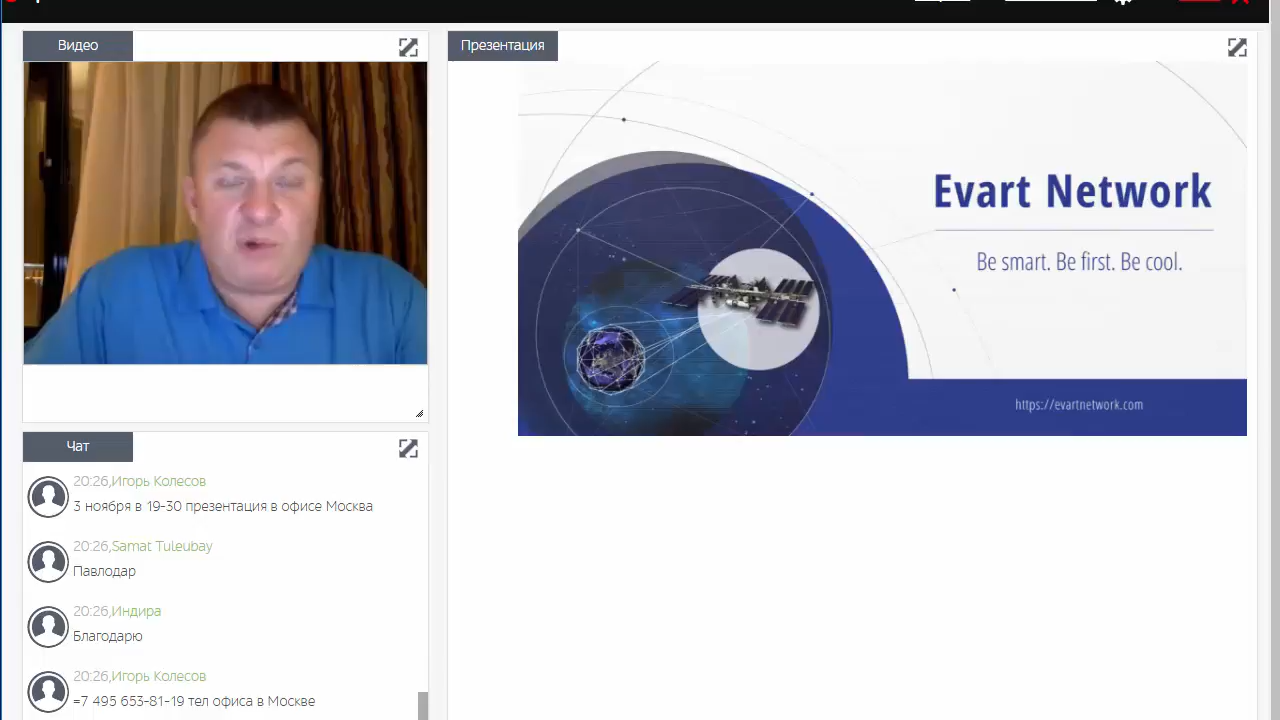 Видео
Презентация
Evart Network
Be smart. Be first. Be cool.
https://evartnetwork.com
Чат
20:26,Игорь Колесов
3 ноября в 19-30 презентация в офисе Москва
20:26,Samat Tuleubay
Павлодар
20:26,Индира
Благодарю
20:26,Игорь Колесов
=7 495 653-81-19 тел офиса в Москве